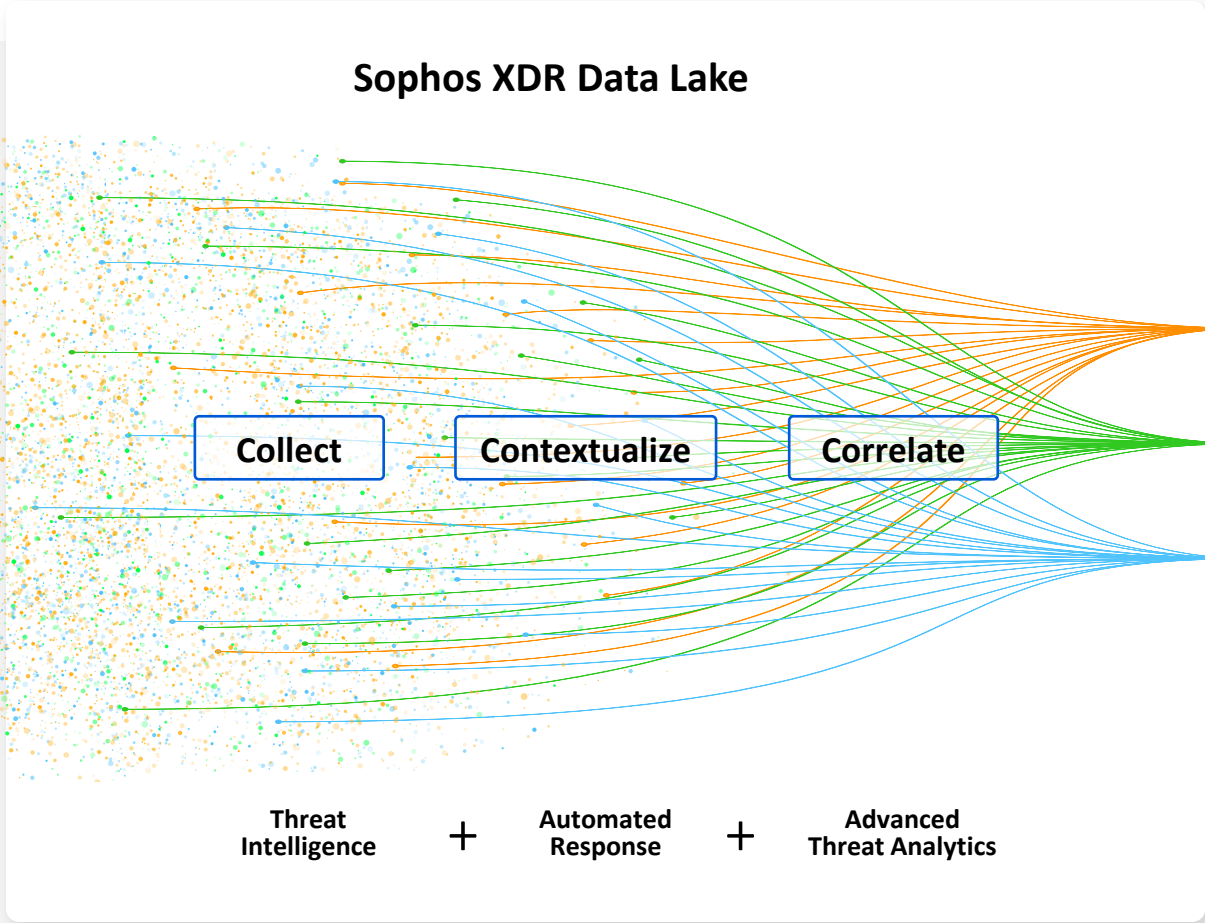 Sophos XDR Data Lake
Collect
Contextualize
Correlate
Threat
Intelligence
+
Automated
Response
+
Advanced
Threat Analytics